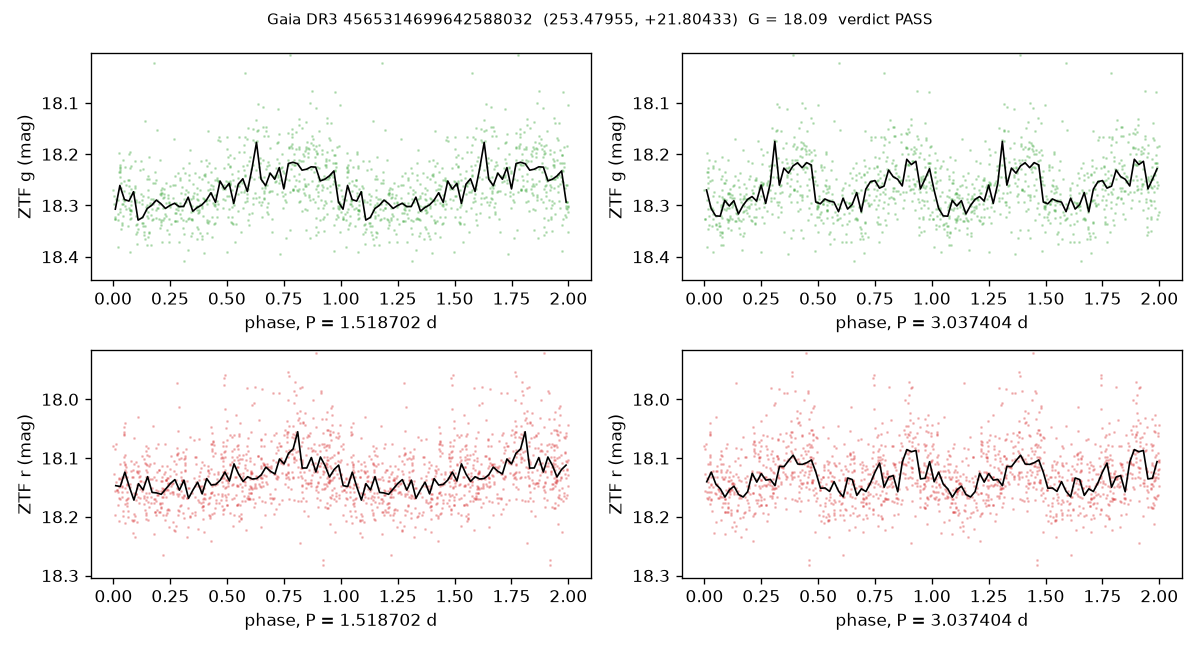 Gaia DR3 4565314699642588032  (253.47955, +21.80433)  G = 18.09  verdict PASS
ZTF g (mag)
18.1
18.2
18.3
18.4
0.00 0.25 0.50 0.75 1.00 1.25 1.50 1.75 2.00
phase, P = 1.518702 d
ZTF g (mag)
18.1
18.2
18.3
18.4
0.00 0.25 0.50 0.75 1.00 1.25 1.50 1.75 2.00
phase, P = 3.037404 d
ZTF r (mag)
18.0
18.1
18.2
18.3
0.00 0.25 0.50 0.75 1.00 1.25 1.50 1.75 2.00
phase, P = 1.518702 d
ZTF r (mag)
18.0
18.1
18.2
18.3
0.00 0.25 0.50 0.75 1.00 1.25 1.50 1.75 2.00
phase, P = 3.037404 d